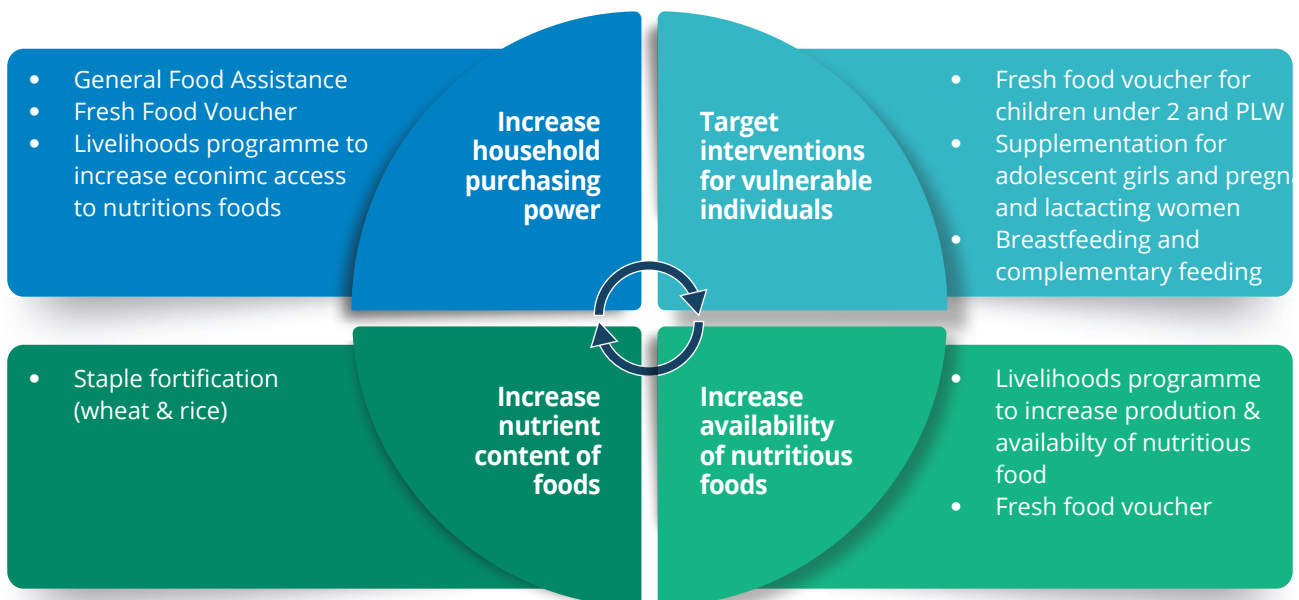 • General Food Assistance
• Fresh Food Voucher
• Livelihoods programme to
increase econimc access
to nutritions foods
Increase
household
purchasing
power
Target
interventions
for vulnerable
individuals
• Fresh food voucher for
children under 2 and PLW
• Supplementation for
adolescent girls and pregna
and lactacting women
• Breastfeeding and
complementary feeding
• Staple fortification
(wheat & rice)
Increase
nutrient
content of
foods
Increase
availability
of nutritious
foods
• Livelihoods programme
to increase prodution &
availabilty of nutritious
food
• Fresh food voucher